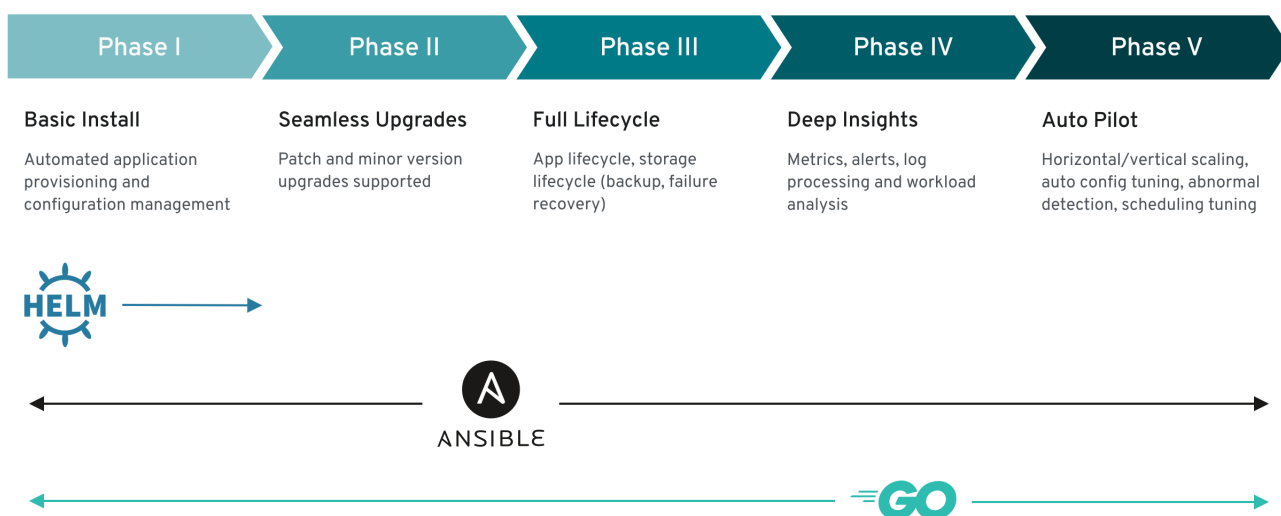 Phase I
Phase II
Phase III
Phase IV
Phase V
Basic Install
Automated application
provisioning and
configuration management
Seamless Upgrades
Patch and minor version
upgrades supported
Full Lifecycle
App lifecycle, storage
lifecycle (backup, failure
recovery)
Deep Insights
Metrics, alerts, log
processing and workload
analysis
Auto Pilot
Horizontal/vertical scaling,
auto config tuning, abnormal
detection, scheduling tuning
HELM
A
ANSIBLE
GO